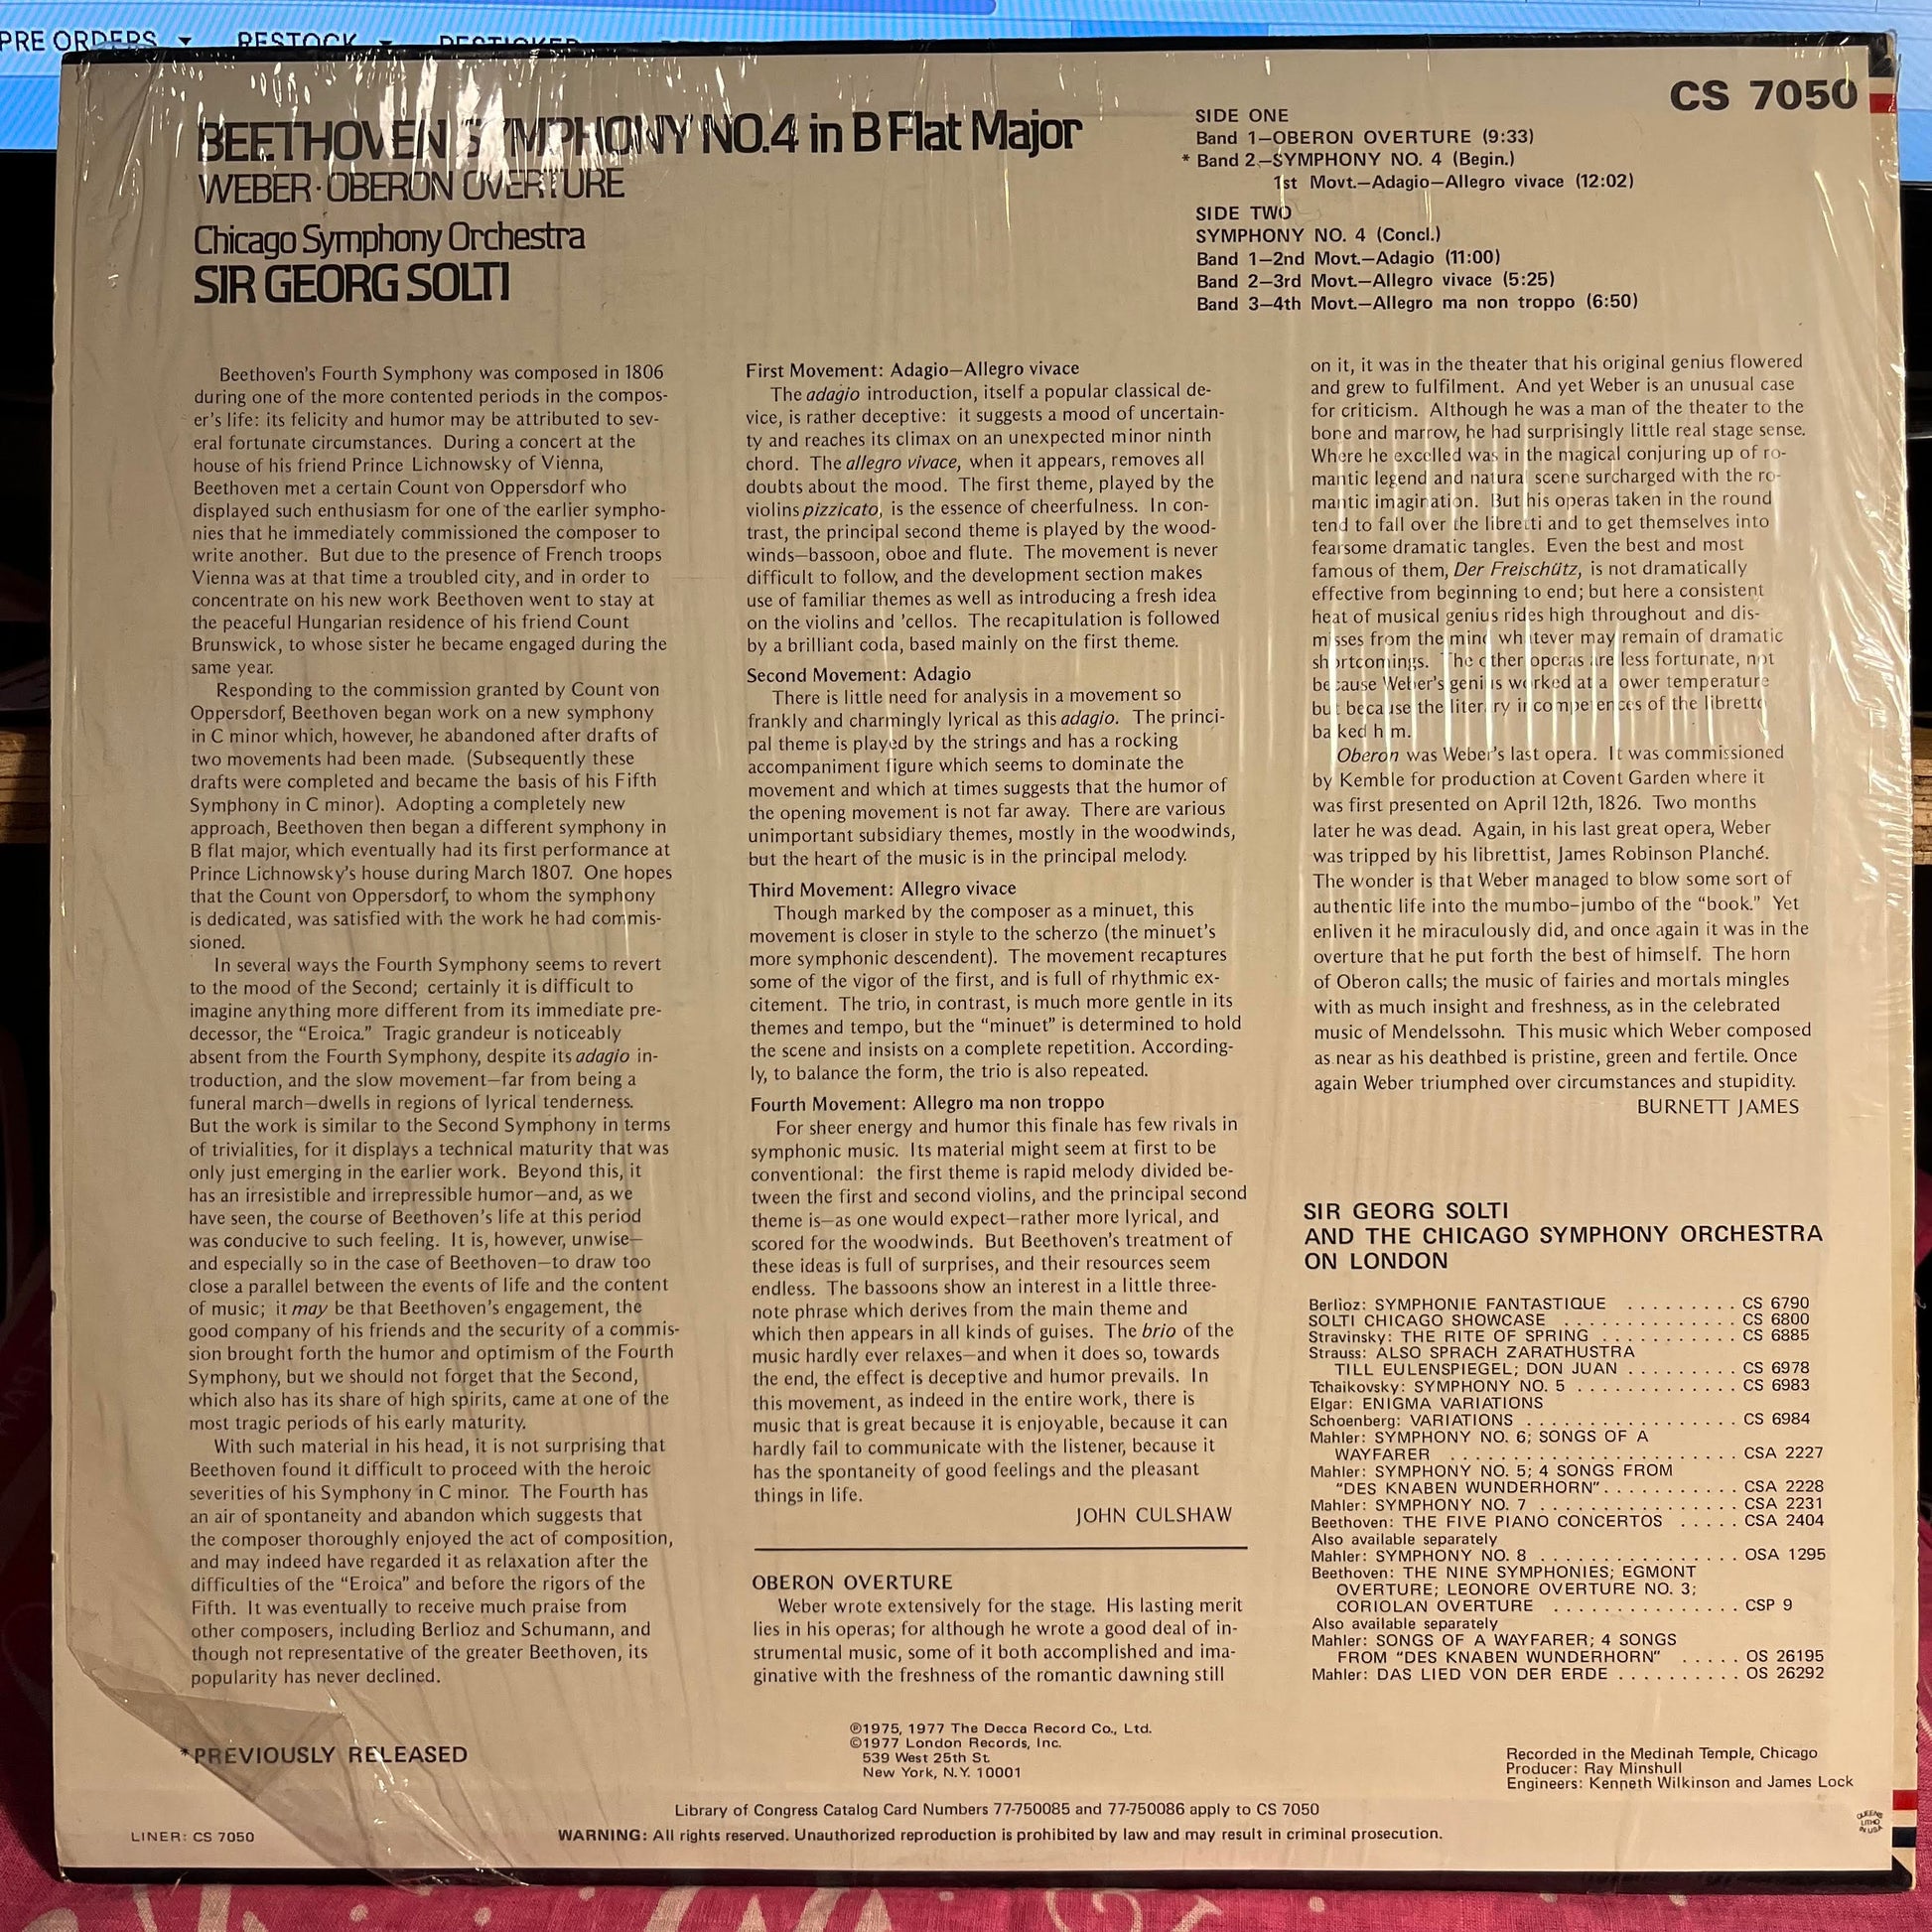 PRE ORDERS
RESTOCK
CS 7050
BEETHOVEN SYMPHONY NO.4 in B Flat Major
WEBER·OBERON OVERTURE
Chicago Symphony Orchestra
SIR GEORG SOLTI
SIDE ONE
Band 1—OBERON OVERTURE (9:33)
* Band 2—SYMPHONY NO. 4 (Begin.)
1st Movt.—Adagio—Allegro vivace (12:02)
SIDE TWO
SYMPHONY NO. 4 (Concl.)
Band 1—2nd Movt.—Adagio (11:00)
Band 2—3rd Movt.—Allegro vivace (5:25)
Band 3—4th Movt.—Allegro ma non troppo (6:50)
Beethoven's Fourth Symphony was composed in 1806
during one of the more contented periods in the compos-
er's life: its felicity and humor may be attributed to sev-
eral fortunate circumstances. During a concert at the
house of his friend Prince Lichnowsky of Vienna,
Beethoven met a certain Count von Oppersdorf who
displayed such enthusiasm for one of the earlier sympho-
nies that he immediately commissioned the composer to
write another. But due to the presence of French troops
Vienna was at that time a troubled city, and in order to
concentrate on his new work Beethoven went to stay at
the peaceful Hungarian residence of his friend Count
Brunswick, to whose sister he became engaged during the
same year.
Responding to the commission granted by Count von
Oppersdorf, Beethoven began work on a new symphony
in C minor which, however, he abandoned after drafts of
two movements had been made. (Subsequently these
drafts were completed and became the basis of his Fifth
Symphony in C minor). Adopting a completely new
approach, Beethoven then began a different symphony in
B flat major, which eventually had its first performance at
Prince Lichnowsky's house during March 1807. One hopes
that the Count von Oppersdorf, to whom the symphony
is dedicated, was satisfied with the work he had commis-
sioned.
In several ways the Fourth Symphony seems to revert
to the mood of the Second; certainly it is difficult to
imagine anything more different from its immediate pre-
decessor, the "Eroica." Tragic grandeur is noticeably
absent from the Fourth Symphony, despite its adagio in-
troduction, and the slow movement—far from being a
funeral march—dwells in regions of lyrical tenderness.
But the work is similar to the Second Symphony in terms
of trivialities, for it displays a technical maturity that was
only just emerging in the earlier work. Beyond this, it
has an irresistible and irrepressible humor—and, as we
have seen, the course of Beethoven's life at this period
was conducive to such feeling. It is, however, unwise—
and especially so in the case of Beethoven—to draw too
close a parallel between the events of life and the content
of music; it may be that Beethoven's engagement, the
good company of his friends and the security of a commis-
sion brought forth the humor and optimism of the Fourth
Symphony, but we should not forget that the Second,
which also has its share of high spirits, came at one of the
most tragic periods of his early maturity.
With such material in his head, it is not surprising that
Beethoven found it difficult to proceed with the heroic
severities of his Symphony in C minor. The Fourth has
an air of spontaneity and abandon which suggests that
the composer thoroughly enjoyed the act of composition,
and may indeed have regarded it as relaxation after the
difficulties of the "Eroica" and before the rigors of the
Fifth. It was eventually to receive much praise from
other composers, including Berlioz and Schumann, and
though not representative of the greater Beethoven, its
popularity has never declined.
First Movement: Adagio—Allegro vivace
The adagio introduction, itself a popular classical de-
vice, is rather deceptive: it suggests a mood of uncertain-
ty and reaches its climax on an unexpected minor ninth
chord. The allegro vivace, when it appears, removes all
doubts about the mood. The first theme, played by the
violins pizzicato, is the essence of cheerfulness. In con-
trast, the principal second theme is played by the wood-
winds—bassoon, oboe and flute. The movement is never
difficult to follow, and the development section makes
use of familiar themes as well as introducing a fresh idea
on the violins and 'cellos. The recapitulation is followed
by a brilliant coda, based mainly on the first theme.
Second Movement: Adagio
There is little need for analysis in a movement so
frankly and charmingly lyrical as this adagio. The princi-
pal theme is played by the strings and has a rocking
accompaniment figure which seems to dominate the
movement and which at times suggests that the humor of
the opening movement is not far away. There are various
unimportant subsidiary themes, mostly in the woodwinds,
but the heart of the music is in the principal melody.
Third Movement: Allegro vivace
Though marked by the composer as a minuet, this
movement is closer in style to the scherzo (the minuet's
more symphonic descendent). The movement recaptures
some of the vigor of the first, and is full of rhythmic ex-
citement. The trio, in contrast, is much more gentle in its
themes and tempo, but the "minuet" is determined to hold
the scene and insists on a complete repetition. According-
ly, to balance the form, the trio is also repeated.
Fourth Movement: Allegro ma non troppo
For sheer energy and humor this finale has few rivals in
symphonic music. Its material might seem at first to be
conventional: the first theme is rapid melody divided be-
tween the first and second violins, and the principal second
theme is—as one would expect—rather more lyrical, and
scored for the woodwinds. But Beethoven's treatment of
these ideas is full of surprises, and their resources seem
endless. The bassoons show an interest in a little three-
note phrase which derives from the main theme and
which then appears in all kinds of guises. The brio of the
music hardly ever relaxes—and when it does so, towards
the end, the effect is deceptive and humor prevails. In
this movement, as indeed in the entire work, there is
music that is great because it is enjoyable, because it can
hardly fail to communicate with the listener, because it
has the spontaneity of good feelings and the pleasant
things in life.
JOHN CULSHAW
OBERON OVERTURE
Weber wrote extensively for the stage. His lasting merit
lies in his operas; for although he wrote a good deal of in-
strumental music, some of it both accomplished and ima-
ginative with the freshness of the romantic dawning still
on it, it was in the theater that his original genius flowered
and grew to fulfilment. And yet Weber is an unusual case
for criticism. Although he was a man of the theater to the
bone and marrow, he had surprisingly little real stage sense.
Where he excelled was in the magical conjuring up of ro-
mantic legend and natural scene surcharged with the ro-
mantic imagination. But his operas taken in the round
tend to fall over the libretti and to get themselves into
fearsome dramatic tangles. Even the best and most
famous of them, Der Freischütz, is not dramatically
effective from beginning to end; but here a consistent
heat of musical genius rides high throughout and dis-
misses from the mind whatever may remain of dramatic
shortcomings. The other operas are less fortunate, not
because Weber's genius worked at a lower temperature
but because the literary incompetences of the libretto
balked him.
Oberon was Weber's last opera. It was commissioned
by Kemble for production at Covent Garden where it
was first presented on April 12th, 1826. Two months
later he was dead. Again, in his last great opera, Weber
was tripped by his librettist, James Robinson Planché.
The wonder is that Weber managed to blow some sort of
authentic life into the mumbo-jumbo of the "book." Yet
enliven it he miraculously did, and once again it was in the
overture that he put forth the best of himself. The horn
of Oberon calls; the music of fairies and mortals mingles
with as much insight and freshness, as in the celebrated
music of Mendelssohn. This music which Weber composed
as near as his deathbed is pristine, green and fertile. Once
again Weber triumphed over circumstances and stupidity.
BURNETT JAMES
SIR GEORG SOLTI
AND THE CHICAGO SYMPHONY ORCHESTRA
ON LONDON
Berlioz: SYMPHONIE FANTASTIQUE ......... CS 6790
SOLTI CHICAGO SHOWCASE .............. CS 6800
Stravinsky: THE RITE OF SPRING ........... CS 6885
Strauss: ALSO SPRACH ZARATHUSTRA
TILL EULENSPIEGEL; DON JUAN ......... CS 6978
Tchaikovsky: SYMPHONY NO. 5 ............. CS 6983
Elgar: ENIGMA VARIATIONS
Schoenberg: VARIATIONS ................. CS 6984
Mahler: SYMPHONY NO. 6; SONGS OF A
WAYFARER ....................... CSA 2227
Mahler: SYMPHONY NO. 5; 4 SONGS FROM
"DES KNABEN WUNDERHORN"........... CSA 2228
Mahler: SYMPHONY NO. 7 ................ CSA 2231
Beethoven: THE FIVE PIANO CONCERTOS ..... CSA 2404
Also available separately
Mahler: SYMPHONY NO. 8 ................ OSA 1295
Beethoven: THE NINE SYMPHONIES; EGMONT
OVERTURE; LEONORE OVERTURE NO. 3;
CORIOLAN OVERTURE ............... CSP 9
Also available separately
Mahler: SONGS OF A WAYFARER; 4 SONGS
FROM "DES KNABEN WUNDERHORN" ..... OS 26195
Mahler: DAS LIED VON DER ERDE .......... OS 26292
*PREVIOUSLY RELEASED
℗1975, 1977 The Decca Record Co., Ltd.
©1977 London Records, Inc.
539 West 25th St.
New York, N.Y. 10001
Recorded in the Medinah Temple, Chicago
Producer: Ray Minshull
Engineers: Kenneth Wilkinson and James Lock
Library of Congress Catalog Card Numbers 77-750085 and 77-750086 apply to CS 7050
LINER: CS 7050
WARNING: All rights reserved. Unauthorized reproduction is prohibited by law and may result in criminal prosecution.
QUEENS
LITHO
IN USA